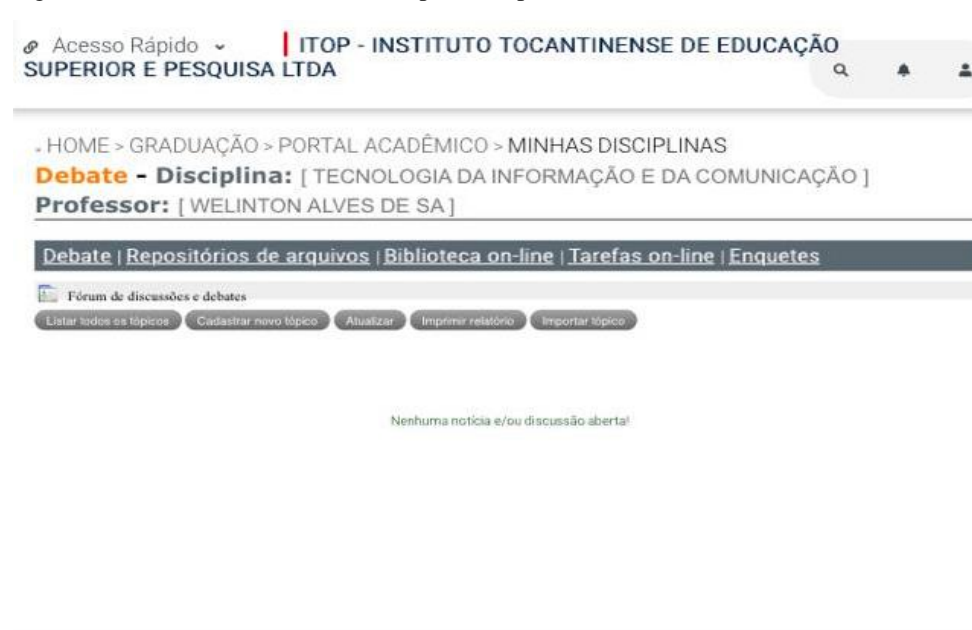 Acesso Rápido ITOP - INSTITUTO TOCANTINENSE DE EDUCAÇÃO
SUPERIOR E PESQUISA LTDA
HOME > GRADUAÇÃO > PORTAL ACADÊMICO > MINHAS DISCIPLINAS
Debate - Disciplina: [ TECNOLOGIA DA INFORMAÇÃO E DA COMUNICAÇÃO ]
Professor: [ WELINTON ALVES DE SA ]
Debate | Repositórios de arquivos | Biblioteca on-line | Tarefas on-line | Enquetes
Fórum de discussões e debates
Listar todos os tópicos Cadastrar novo tópico Atualizar Imprimir relatório Importar tópico
Nenhuma notícia e/ou discussão aberta!